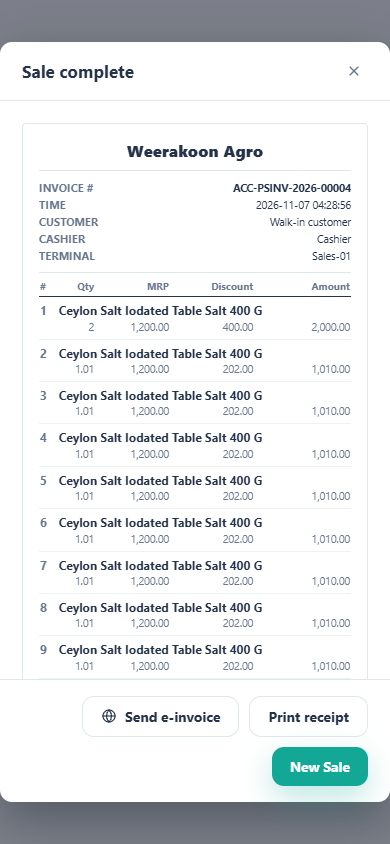 Sale complete
Weerakoon Agro
INVOICE # ACC-PSINV-2026-00004
TIME 2026-11-07 04:28:56
CUSTOMER Walk-in customer
CASHIER Cashier
TERMINAL Sales-01
# Qty MRP Discount Amount
1 Ceylon Salt Iodated Table Salt 400 G
2 1,200.00 400.00 2,000.00
2 Ceylon Salt Iodated Table Salt 400 G
1.01 1,200.00 202.00 1,010.00
3 Ceylon Salt Iodated Table Salt 400 G
1.01 1,200.00 202.00 1,010.00
4 Ceylon Salt Iodated Table Salt 400 G
1.01 1,200.00 202.00 1,010.00
5 Ceylon Salt Iodated Table Salt 400 G
1.01 1,200.00 202.00 1,010.00
6 Ceylon Salt Iodated Table Salt 400 G
1.01 1,200.00 202.00 1,010.00
7 Ceylon Salt Iodated Table Salt 400 G
1.01 1,200.00 202.00 1,010.00
8 Ceylon Salt Iodated Table Salt 400 G
1.01 1,200.00 202.00 1,010.00
9 Ceylon Salt Iodated Table Salt 400 G
1.01 1,200.00 202.00 1,010.00
Send e-invoice Print receipt
New Sale